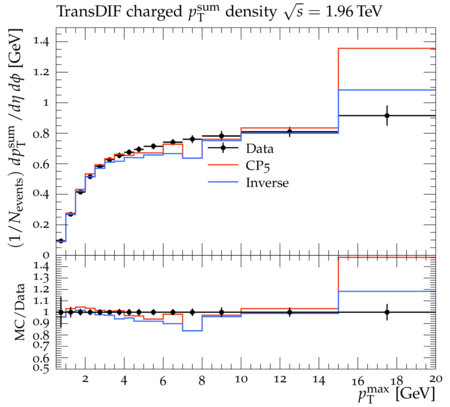 TransDIF charged p_T^sum density √s = 1.96 TeV
(1/N_events) dp_T^sum/dη dϕ [GeV]
1.4
1.2
1
0.8
0.6
0.4
0.2
0
Data
CP5
Inverse
MC/Data
1.4
1.3
1.2
1.1
1
0.9
0.8
0.7
0.6
0.5
2 4 6 8 10 12 14 16 18 20
p_T^max [GeV]